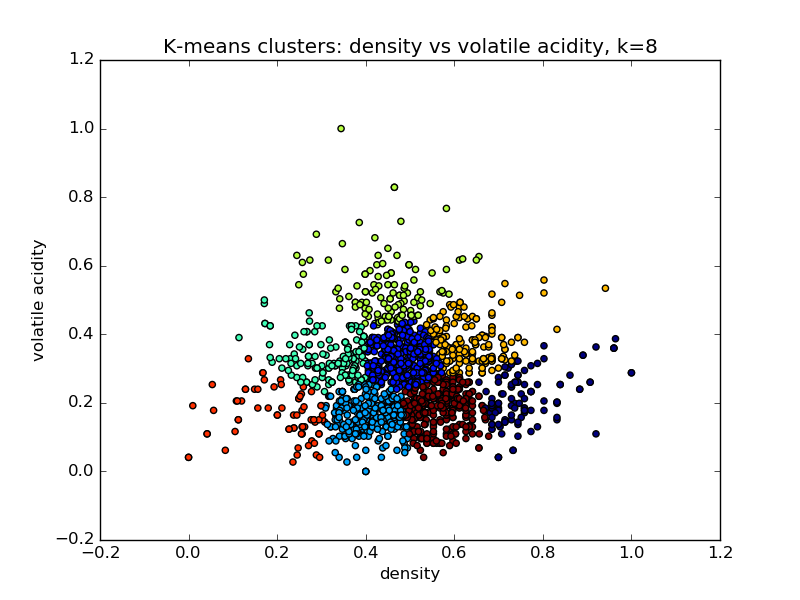 K-means clusters: density vs volatile acidity, k=8
1.2
1.0
0.8
0.6
0.4
0.2
0.0
−0.2
volatile acidity
−0.2 0.0 0.2 0.4 0.6 0.8 1.0 1.2
density